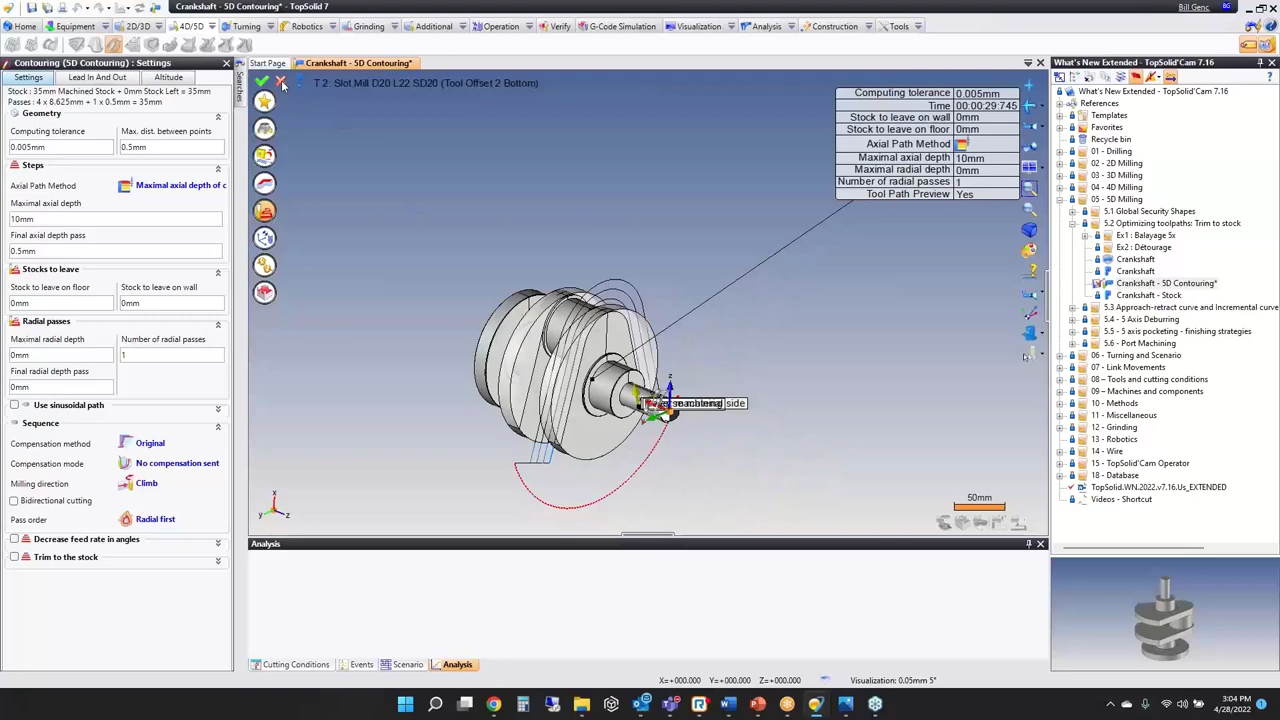 Crankshaft - 5D Contouring* - TopSolid 7
Bill Genc
Home
Equipment
2D/3D
4D/5D
Turning
Robotics
Grinding
Additional
Operation
Verify
G-Code Simulation
Visualization
Analysis
Construction
Tools
Contouring (5D Contouring) : Settings
Settings
Lead In And Out
Altitude
Stock : 35mm Machined Stock + 0mm Stock Left = 35mm
Passes : 4 x 8.625mm + 1 x 0.5mm = 35mm
Geometry
Computing tolerance
Max. dist. between points
0.005mm
0.5mm
Steps
Axial Path Method
Maximal axial depth of c
Maximal axial depth
10mm
Final axial depth pass
0.5mm
Stocks to leave
Stock to leave on floor
Stock to leave on wall
0mm
0mm
Radial passes
Maximal radial depth
Number of radial passes
0mm
1
Final radial depth pass
0mm
Use sinusoidal path
Sequence
Compensation method
Original
Compensation mode
No compensation sent
Milling direction
Climb
Bidirectional cutting
Pass order
Radial first
Decrease feed rate in angles
Trim to the stock
Searches
Start Page
Crankshaft - 5D Contouring*
T 2: Slot Mill D20 L22 SD20 (Tool Offset 2 Bottom)
Computing tolerance 0.005mm
Time 00:00:29:745
Stock to leave on wall 0mm
Stock to leave on floor 0mm
Axial Path Method
Maximal axial depth 10mm
Maximal radial depth 0mm
Number of radial passes 1
Tool Path Preview Yes
side
z
x
y
z
50mm
Analysis
Cutting Conditions
Events
Scenario
Analysis
X=+000.000 Y=+000.000 Z=+000.000
Visualization: 0.05mm 5°
What's New Extended - TopSolid'Cam 7.16
What's New Extended - TopSolid'Cam 7.16
References
Templates
Favorites
Recycle bin
01 - Drilling
02 - 2D Milling
03 - 3D Milling
04 - 4D Milling
05 - 5D Milling
5.1 Global Security Shapes
5.2 Optimizing toolpaths: Trim to stock
Ex1 : Balayage 5x
Ex2 : Détourage
Crankshaft
Crankshaft
Crankshaft - 5D Contouring*
Crankshaft - Stock
5.3 Approach-retract curve and Incremental curve
5.4 - 5 Axis Deburring
5.5 - 5 axis pocketing - finishing strategies
5.6 - Port Machining
06 - Turning and Scenario
07 - Link Movements
08 – Tools and cutting conditions
09 – Machines and components
10 - Methods
11 - Miscellaneous
12 - Grinding
13 - Robotics
14 - Wire
15 - TopSolid'Cam Operator
18 - Database
TopSolid.WN.2022.v7.16.Us_EXTENDED
Videos - Shortcut
3:04 PM
4/28/2022